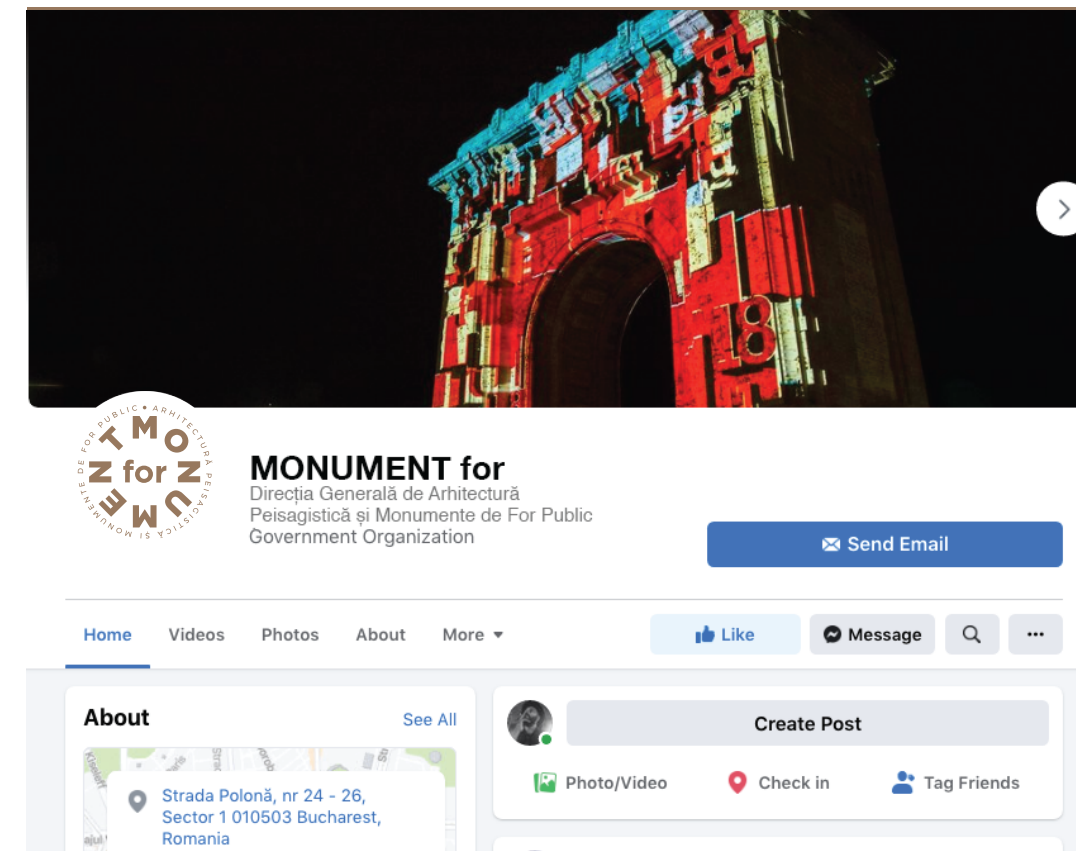 18
PUBLIC • ARHITECTURĂ PEISAGISTICĂ ȘI MONUMENTE DE FOR
MONUMENT
for
MONUMENT for
Direcția Generală de Arhitectură
Peisagistică și Monumente de For Public
Government Organization
Send Email
Home Videos Photos About More
Like Message
About See All
Create Post
Photo/Video Check in Tag Friends
Kiseleff
Strada Polonă, nr 24 - 26,
Sector 1 010503 Bucharest,
Romania